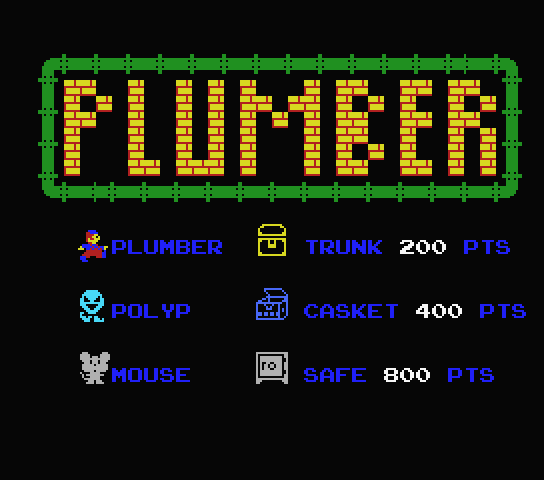 PLUMBER
PLUMBER TRUNK 200 PTS
POLYP CASKET 400 PTS
MOUSE SAFE 800 PTS